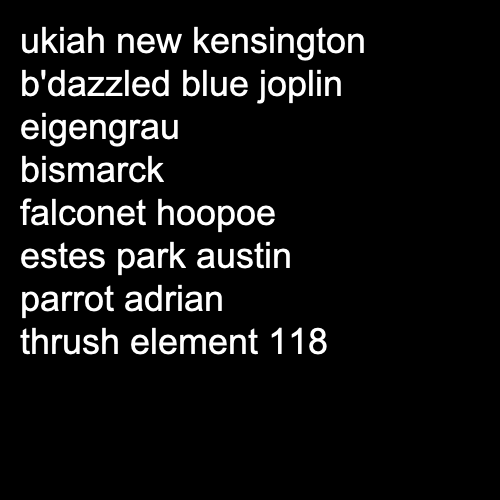 ukiah new kensington
b'dazzled blue joplin
eigengrau
bismarck
falconet hoopoe
estes park austin
parrot adrian
thrush element 118